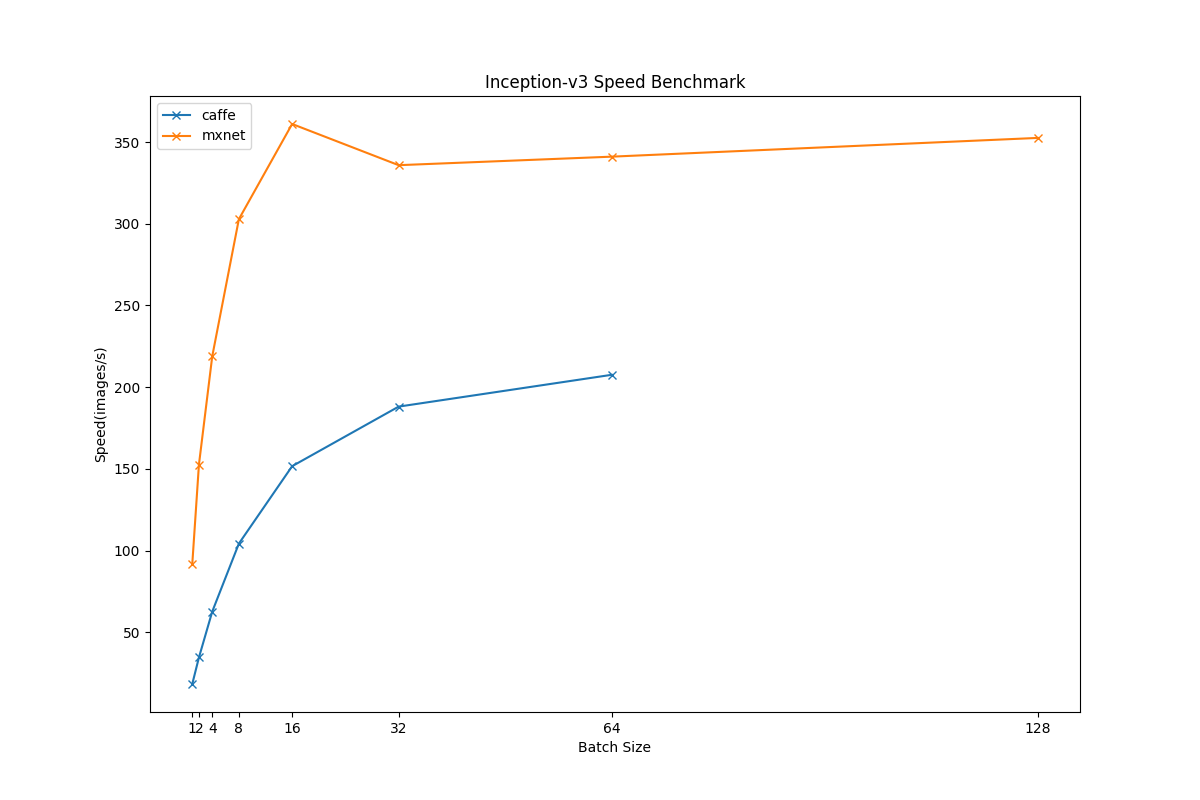 Inception-v3 Speed Benchmark
caffe
mxnet
350
300
250
200
150
100
50
Speed(images/s)
1 2 4 8 16 32 64 128
Batch Size